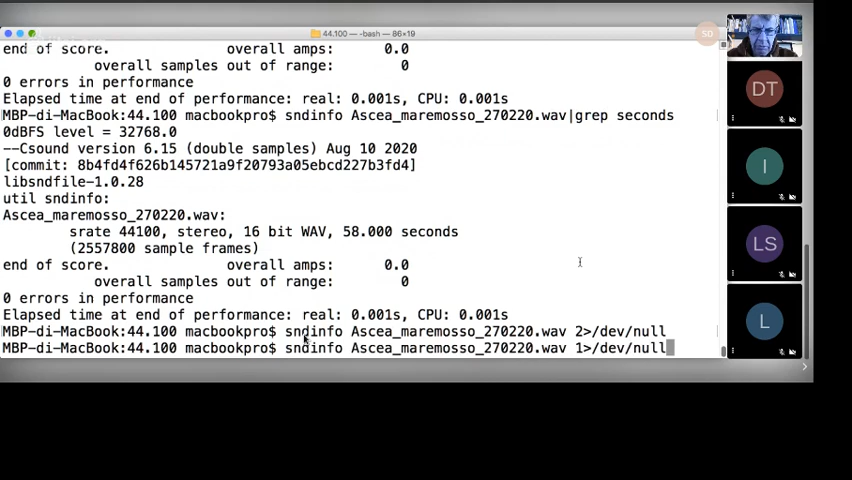 44.100 — -bash — 86×19
end of score. overall amps: 0.0
overall samples out of range: 0
0 errors in performance
Elapsed time at end of performance: real: 0.001s, CPU: 0.001s
MBP-di-MacBook:44.100 macbookpro$ sndinfo Ascea_maremosso_270220.wav|grep seconds
0dBFS level = 32768.0
--Csound version 6.15 (double samples) Aug 10 2020
[commit: 8b4fd4f626b145721a9f20793a05ebcd227b3fd4]
libsndfile-1.0.28
util sndinfo:
Ascea_maremosso_270220.wav:
srate 44100, stereo, 16 bit WAV, 58.000 seconds
(2557800 sample frames)
end of score. overall amps: 0.0
overall samples out of range: 0
0 errors in performance
Elapsed time at end of performance: real: 0.001s, CPU: 0.001s
MBP-di-MacBook:44.100 macbookpro$ sndinfo Ascea_maremosso_270220.wav 2>/dev/null
MBP-di-MacBook:44.100 macbookpro$ sndinfo Ascea_maremosso_270220.wav 1>/dev/null
SD
DT
I
LS
L